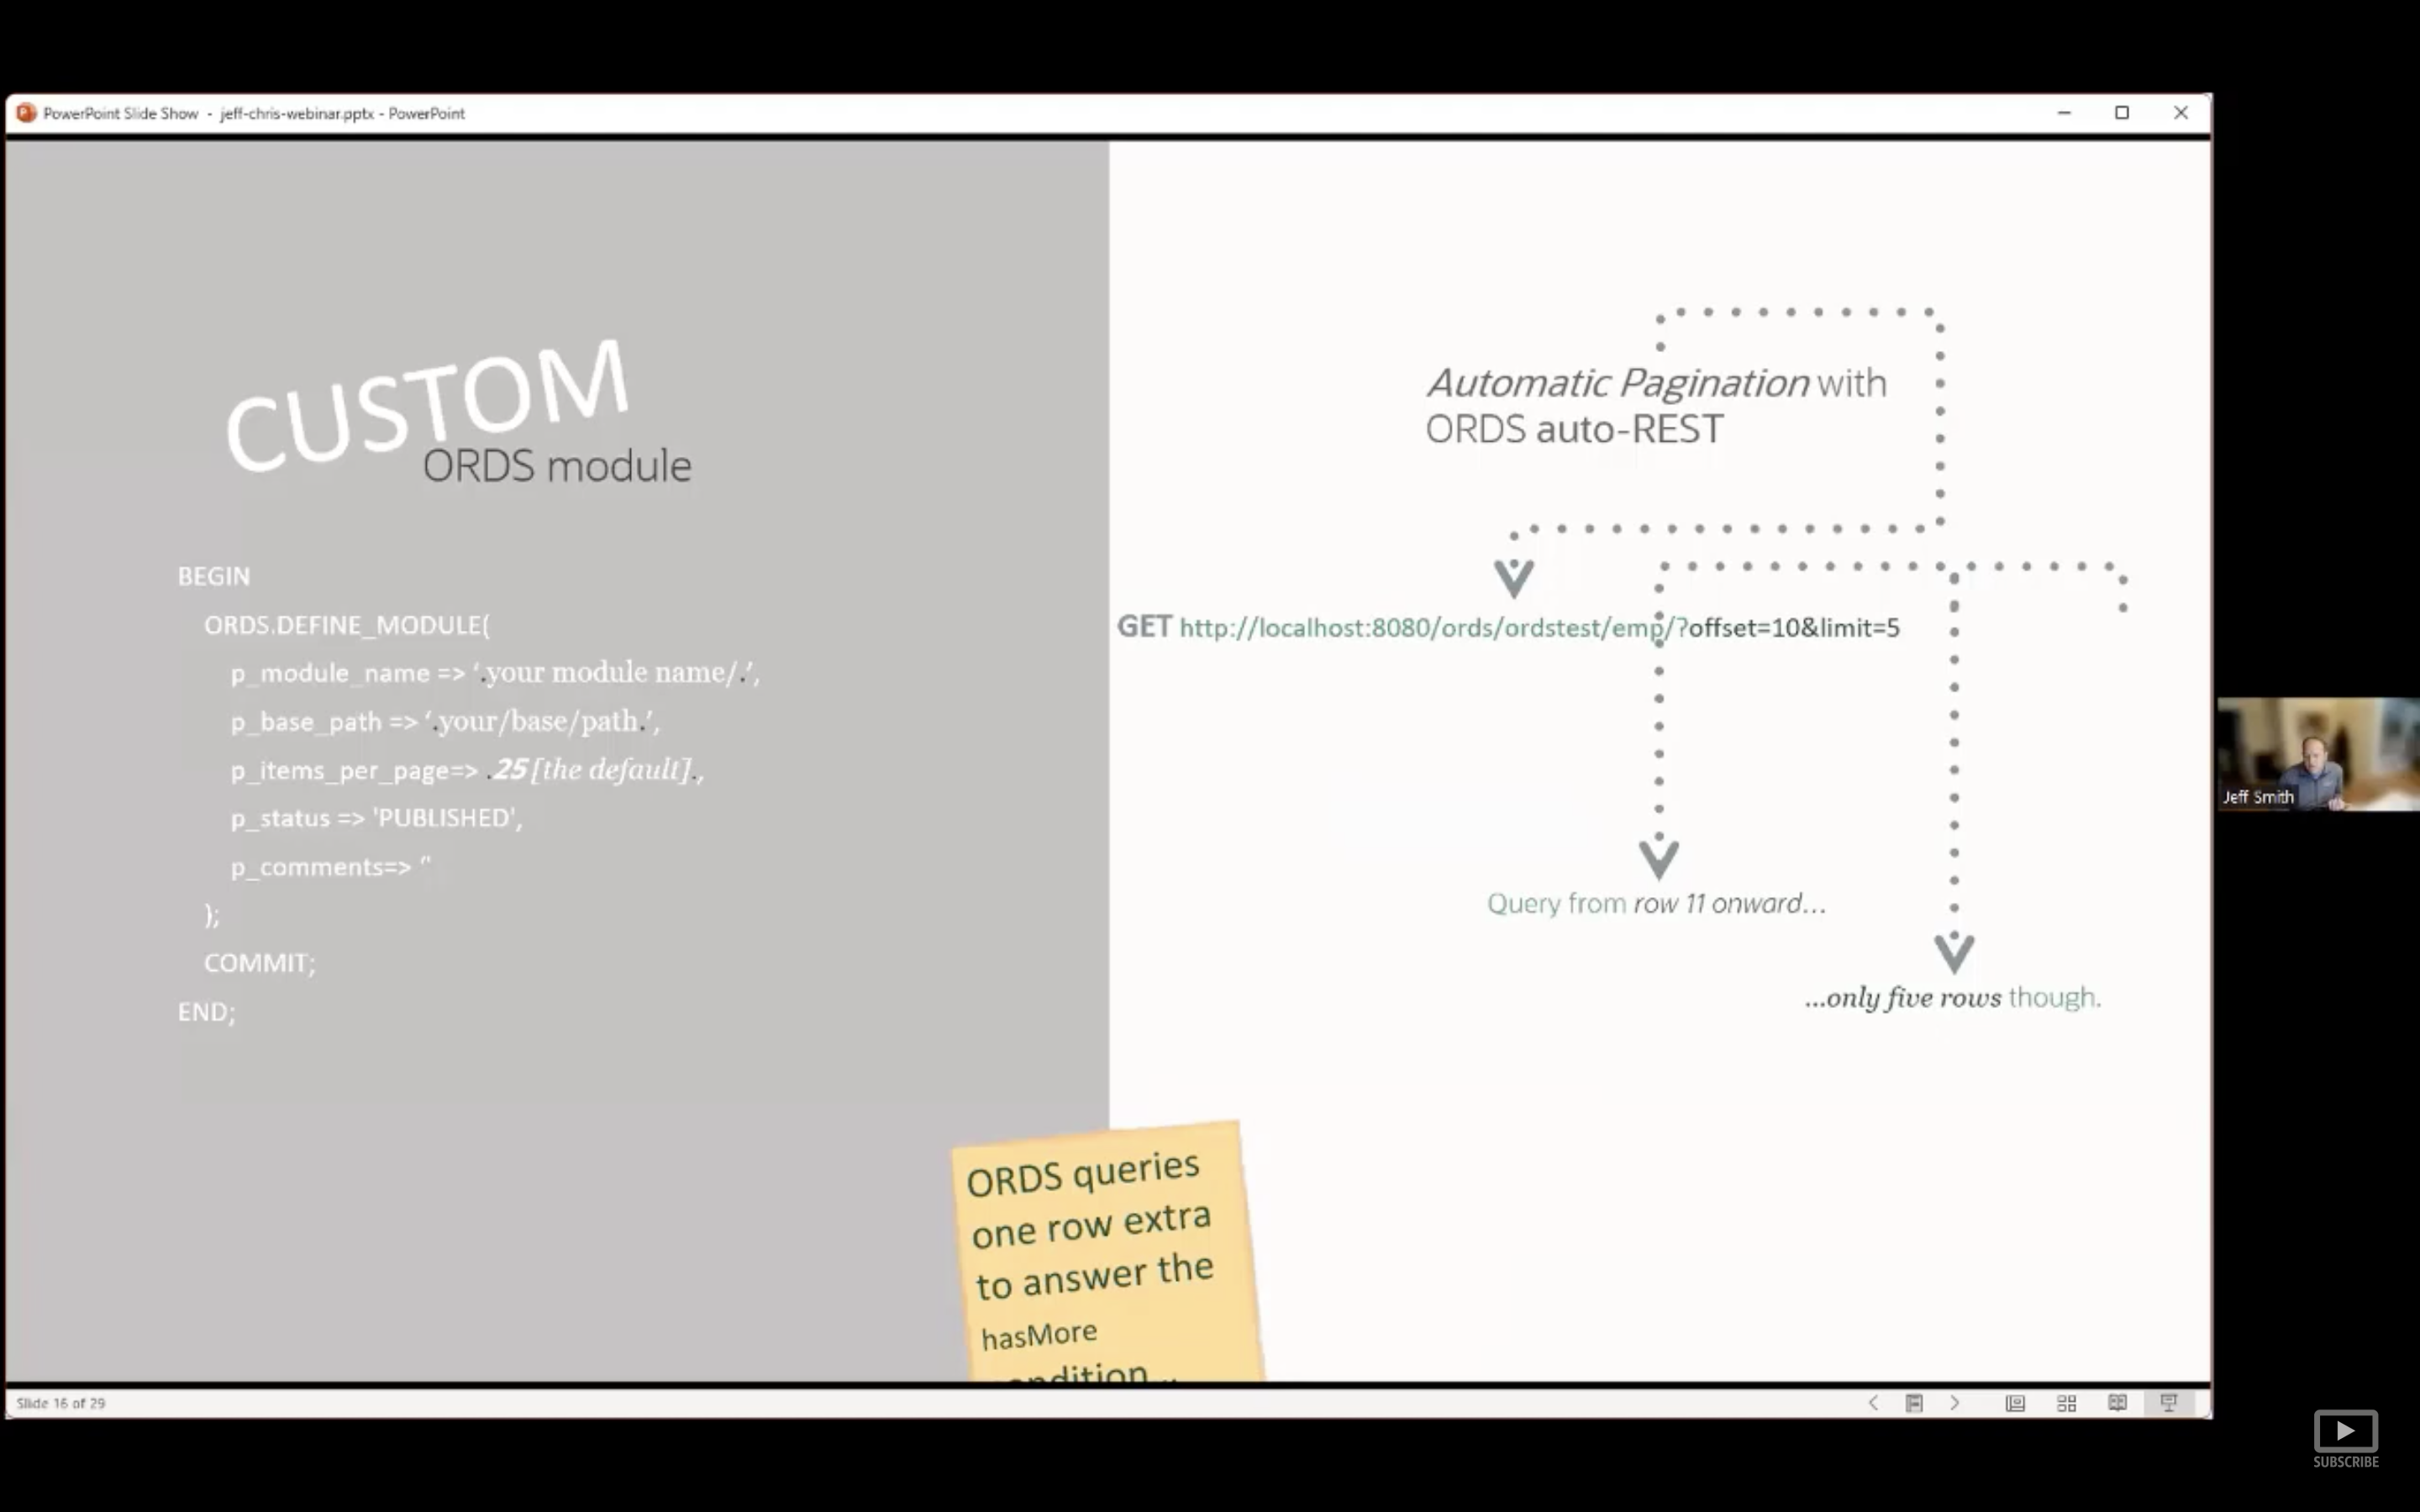 PowerPoint Slide Show - jeff-chris-webinar.pptx - PowerPoint
CUSTOM
ORDS module
BEGIN
ORDS.DEFINE_MODULE(
p_module_name => ‘.your module name/.’,
p_base_path => ‘.your/base/path.’,
p_items_per_page=> .25[the default].,
p_status => 'PUBLISHED',
p_comments=> ‘’
);
COMMIT;
END;
Automatic Pagination with
ORDS auto-REST
GET http://localhost:8080/ords/ordstest/emp/?offset=10&limit=5
Query from row 11 onward...
...only five rows though.
ORDS queries
one row extra
to answer the
hasMore
condition...
Jeff Smith
Slide 16 of 29
SUBSCRIBE